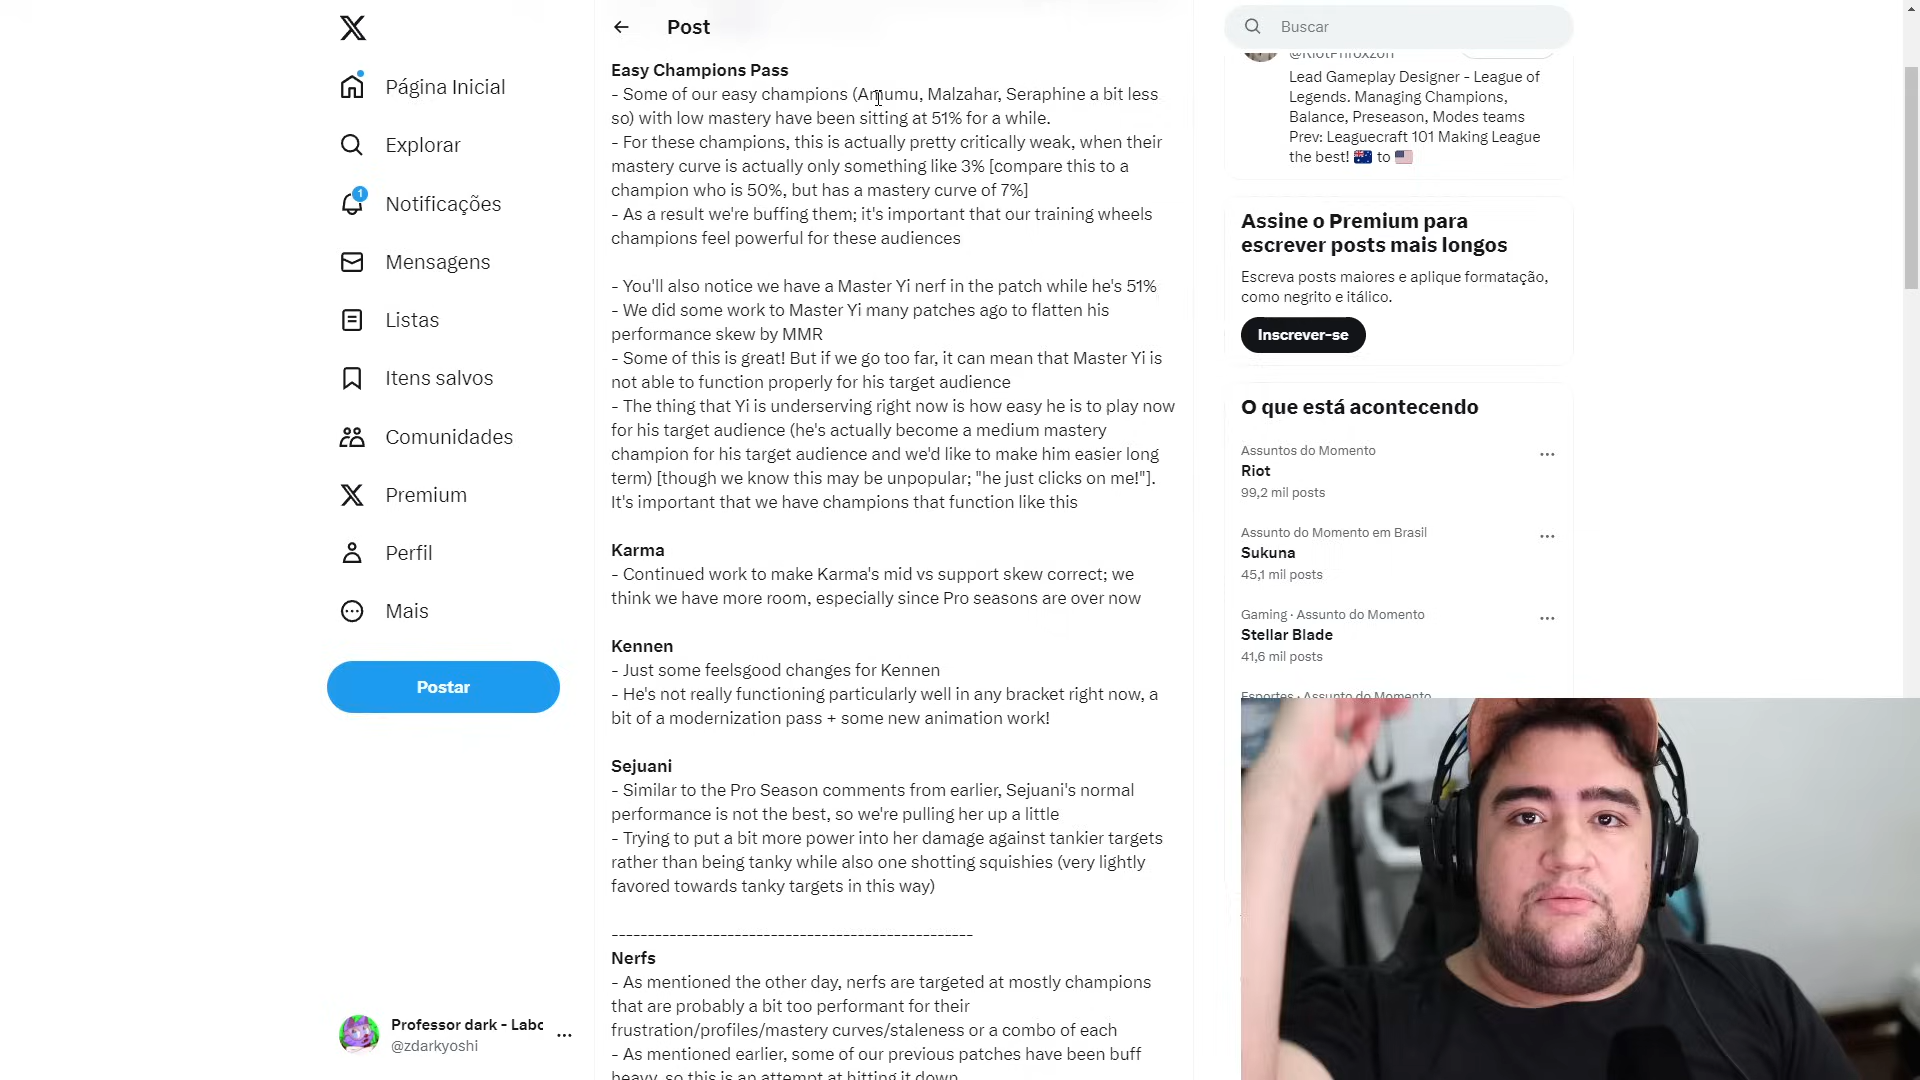 Página Inicial
Explorar
1
Notificações
Mensagens
Listas
Itens salvos
Comunidades
Premium
Perfil
Mais
Postar
Professor dark - Labo
@zdarkyoshi
Post
Easy Champions Pass
- Some of our easy champions (Amumu, Malzahar, Seraphine a bit less
so) with low mastery have been sitting at 51% for a while.
- For these champions, this is actually pretty critically weak, when their
mastery curve is actually only something like 3% [compare this to a
champion who is 50%, but has a mastery curve of 7%]
- As a result we're buffing them; it's important that our training wheels
champions feel powerful for these audiences
- You'll also notice we have a Master Yi nerf in the patch while he's 51%
- We did some work to Master Yi many patches ago to flatten his
performance skew by MMR
- Some of this is great! But if we go too far, it can mean that Master Yi is
not able to function properly for his target audience
- The thing that Yi is underserving right now is how easy he is to play now
for his target audience (he's actually become a medium mastery
champion for his target audience and we'd like to make him easier long
term) [though we know this may be unpopular; "he just clicks on me!"].
It's important that we have champions that function like this
Karma
- Continued work to make Karma's mid vs support skew correct; we
think we have more room, especially since Pro seasons are over now
Kennen
- Just some feelsgood changes for Kennen
- He's not really functioning particularly well in any bracket right now, a
bit of a modernization pass + some new animation work!
Sejuani
- Similar to the Pro Season comments from earlier, Sejuani's normal
performance is not the best, so we're pulling her up a little
- Trying to put a bit more power into her damage against tankier targets
rather than being tanky while also one shotting squishies (very lightly
favored towards tanky targets in this way)
--------------------------------------------------
Nerfs
- As mentioned the other day, nerfs are targeted at mostly champions
that are probably a bit too performant for their
frustration/profiles/mastery curves/staleness or a combo of each
- As mentioned earlier, some of our previous patches have been buff
heavy, so this is an attempt at hitting it down
Buscar
@RiotPhroxzon
Lead Gameplay Designer - League of
Legends. Managing Champions,
Balance, Preseason, Modes teams
Prev: Leaguecraft 101 Making League
the best! 🇦🇺 to 🇺🇸
Assine o Premium para
escrever posts mais longos
Escreva posts maiores e aplique formatação,
como negrito e itálico.
Inscrever-se
O que está acontecendo
Assuntos do Momento
Riot
99,2 mil posts
Assunto do Momento em Brasil
Sukuna
45,1 mil posts
Gaming · Assunto do Momento
Stellar Blade
41,6 mil posts
Esportes · Assunto do Momento